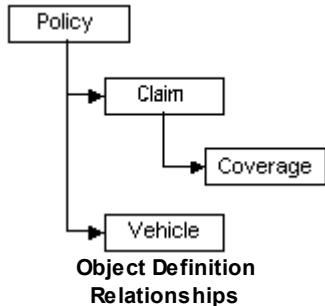 Policy
Claim
Coverage
Vehicle
Object Definition
Relationships